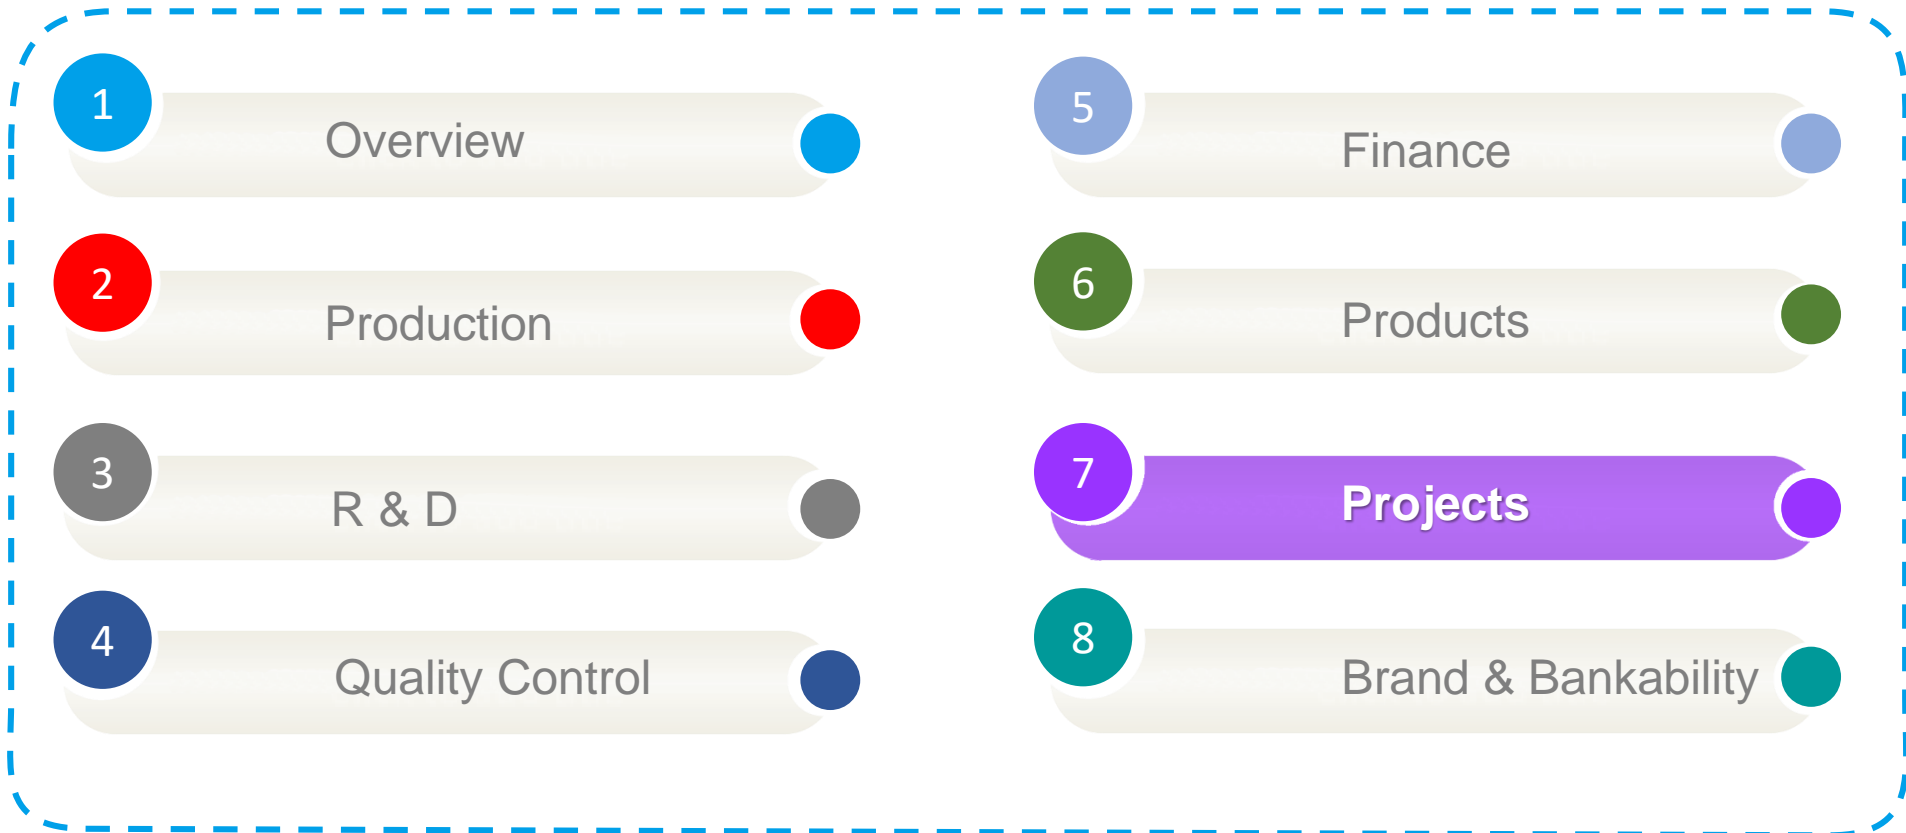 1
Overview
2
Production
3
R & D
4
Quality Control
5
Finance
6
Products
7
Projects
8
Brand & Bankability